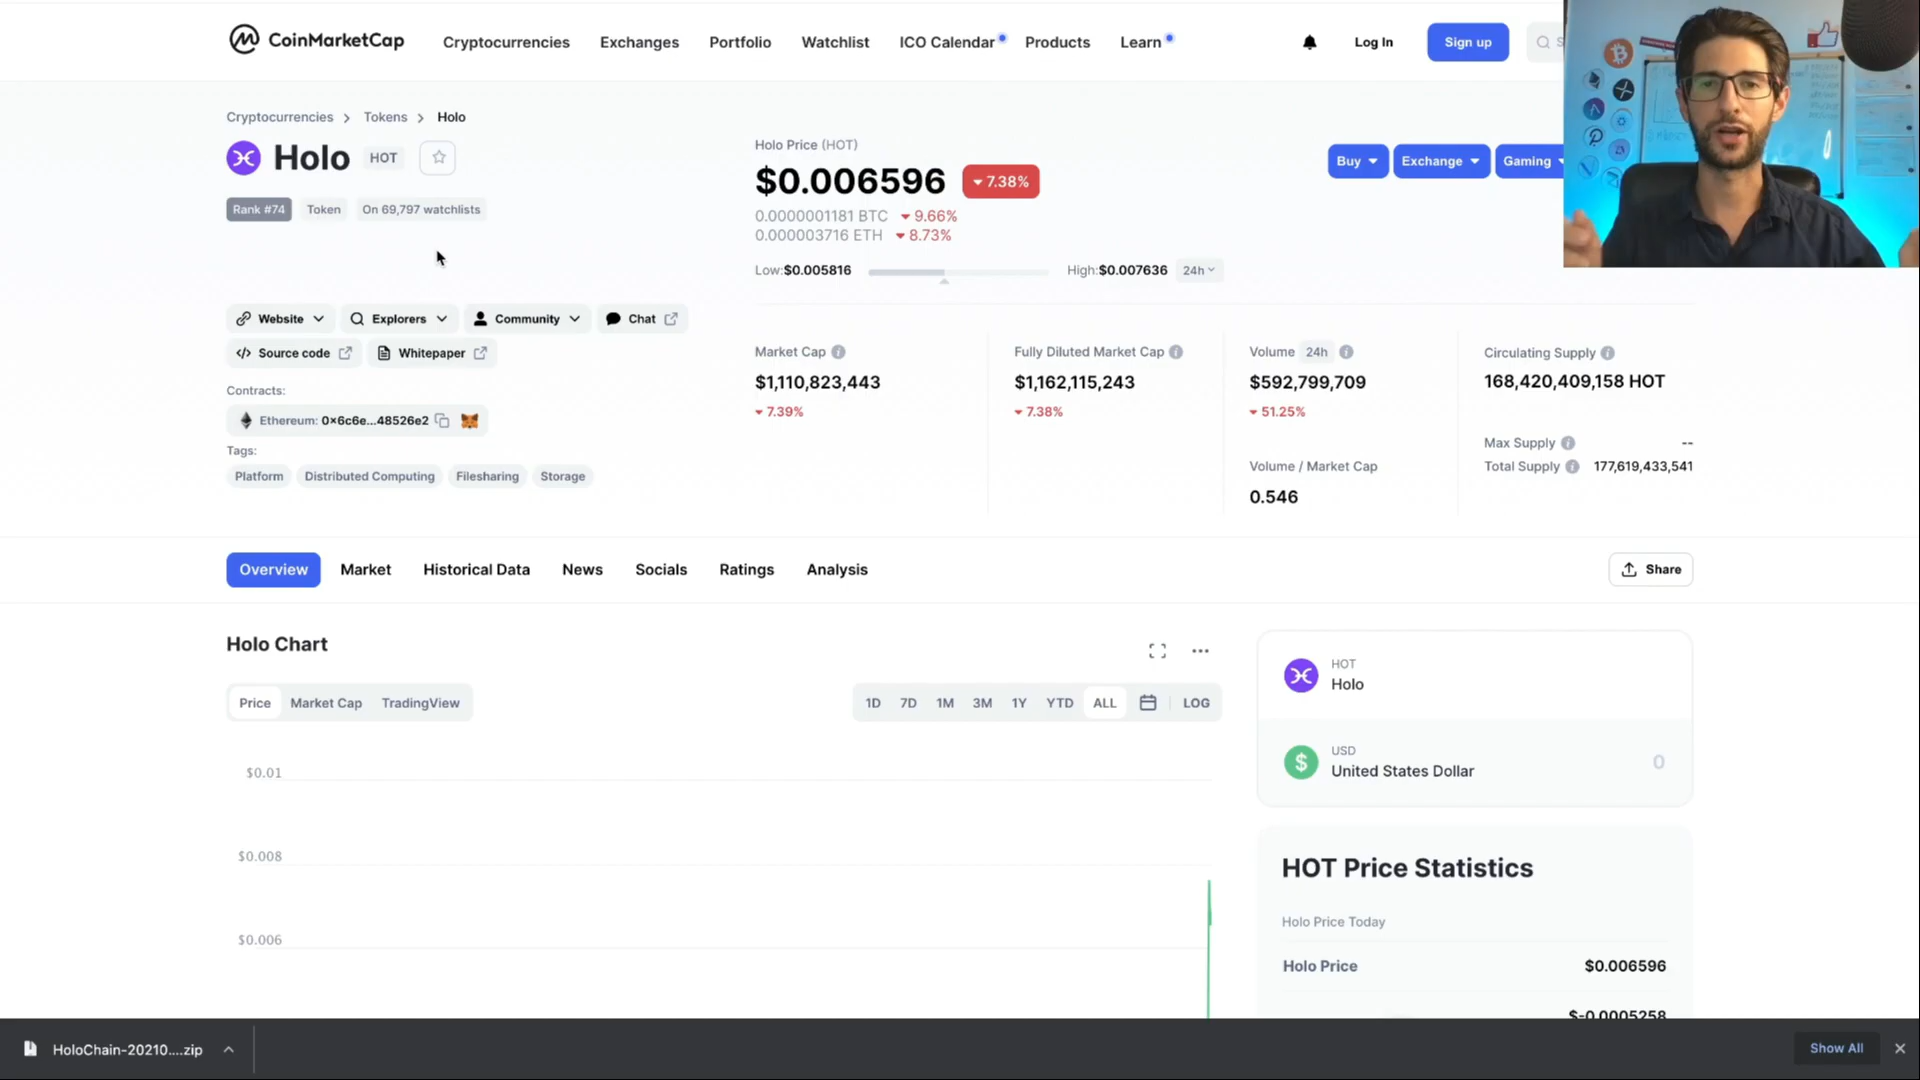 CoinMarketCap
Cryptocurrencies
Exchanges
Portfolio
Watchlist
ICO Calendar
Products
Learn
Log In
Sign up
Cryptocurrencies > Tokens > Holo
Holo HOT
Rank #74
Token
On 69,797 watchlists
Holo Price (HOT)
$0.006596 7.38%
0.0000001181 BTC 9.66%
0.000003716 ETH 8.73%
Low:$0.005816
High:$0.007636
24h
Buy
Exchange
Gaming
Website
Explorers
Community
Chat
Source code
Whitepaper
Contracts:
Ethereum: 0x6c6e...48526e2
Tags:
Platform
Distributed Computing
Filesharing
Storage
Market Cap
$1,110,823,443
7.39%
Fully Diluted Market Cap
$1,162,115,243
7.38%
Volume 24h
$592,799,709
51.25%
Volume / Market Cap
0.546
Circulating Supply
168,420,409,158 HOT
Max Supply --
Total Supply 177,619,433,541
Overview
Market
Historical Data
News
Socials
Ratings
Analysis
Share
Holo Chart
Price
Market Cap
TradingView
1D
7D
1M
3M
1Y
YTD
ALL
LOG
$0.01
$0.008
$0.006
HOT
Holo
USD
United States Dollar
0
HOT Price Statistics
Holo Price Today
Holo Price $0.006596
$-0.0005258
HoloChain-20210....zip
Show All